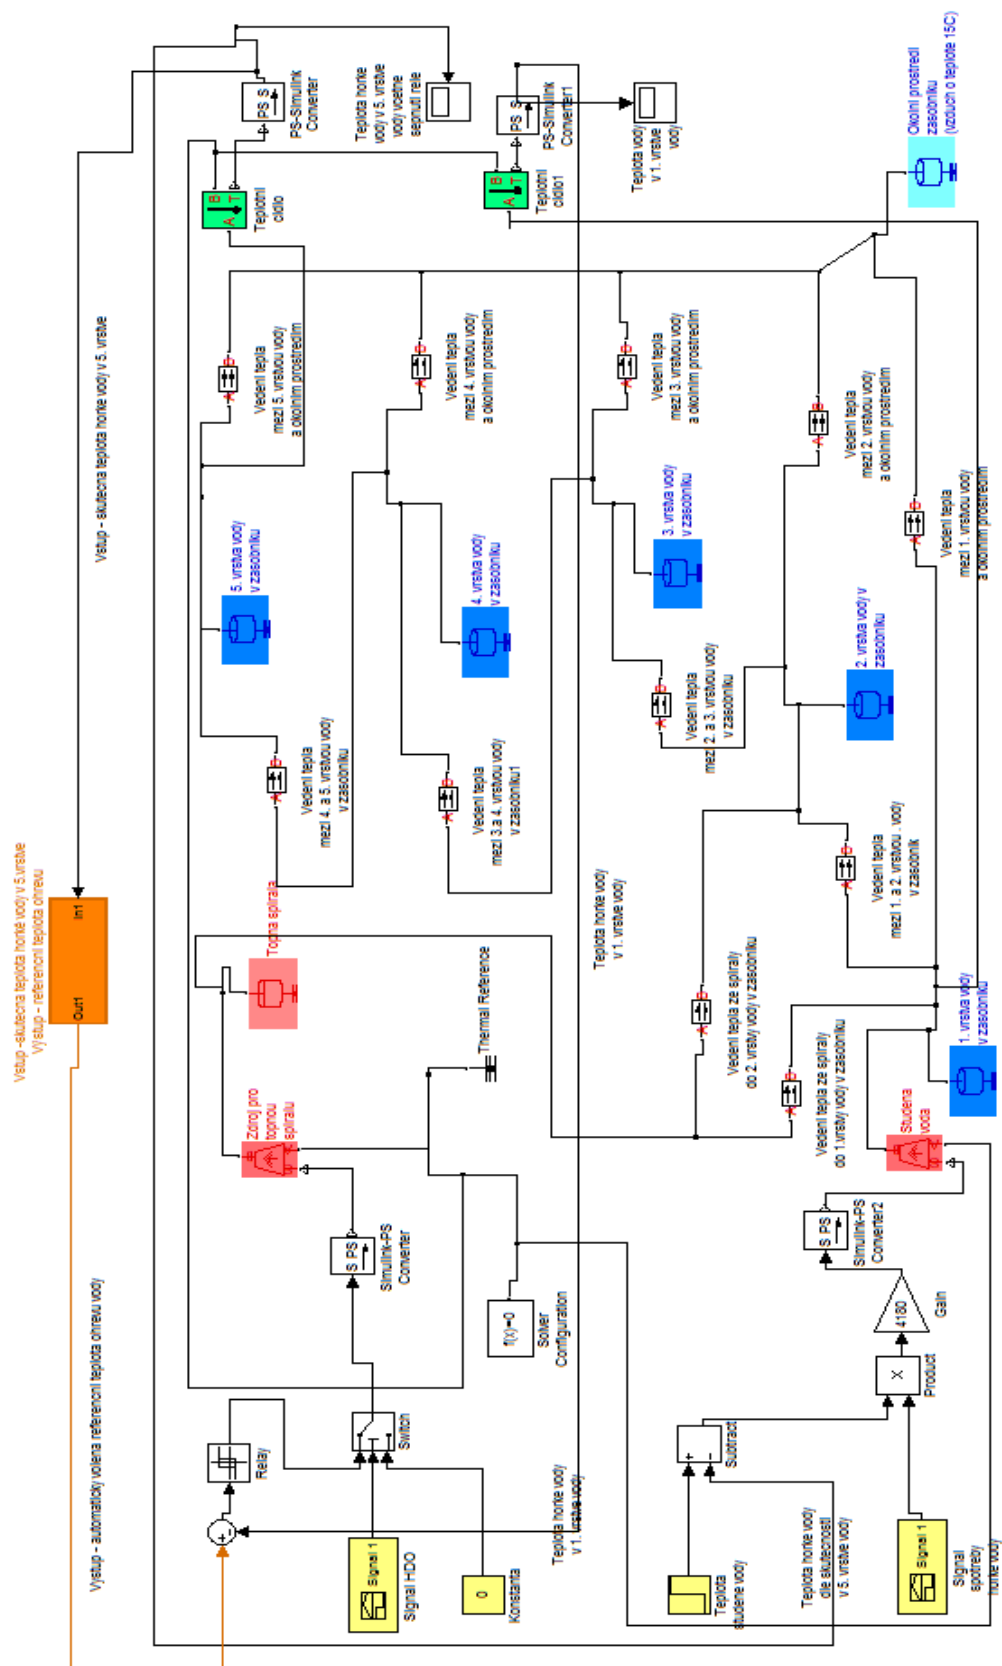 Vstup -skutecna teplota horke vody v 5.vrstve
Výstup - referencni teplota ohrevu
In1
Out1
Vstup - skutecna teplota horke vody v 5. vrstve
Vystup - automaticky volena referencni teplota ohrevu vody
Relay
Signal 1
Signal HDO
0
Konstanta
Switch
S PS
Simulink-PS
Converter
Zdroj pro
topnou
spiralu
Topna spirala
Thermal Reference
f(x)=0
Solver
Configuration
Teplota horke vody
v 1. vrstve vody
Teplota horke vody
v 1. vrstve vody
Vedeni tepla
mezi 4. a 5. vrstvou vody
v zasobniku
5. vrstva vody
v zasobniku
Vedeni tepla
mezi 5. vrstvou vody
a okolnim prostredim
B
A T
Teplotni
cidlo
PS S
PS-Simulink
Converter
Teplota horke
vody v 5. vrstve
vody vcetne
sepnuti rele
Vedeni tepla
mezi 3.a 4. vrstvou vody
v zasobniku1
4. vrstva vody
v zasobniku
Vedeni tepla
mezi 4. vrstvou vody
a okolnim prostredim
B
A T
Teplotni
cidlo1
PS S
PS-Simulink
Converter1
Teplota vody
v 1. vrstve
vody
Vedeni tepla
mezi 2. a 3. vrstvou vody
v zasobniku
3. vrstva vody
v zasobniku
Vedeni tepla
mezi 3. vrstvou vody
a okolnim prostredim
Vedeni tepla ze spiraly
do 2. vrstvy vody v zasobniku
Vedeni tepla ze spiraly
do 1.vrstvy vody v zasobniku
Vedeni tepla
mezi 1. a 2. vrstvou . vody
v zasobnik
2. vrstva vody v
zasobniku
Vedeni tepla
mezi 2. vrstvou vody
a okolnim prostredim
Vedeni tepla
mezi 1. vrstvou vody
a okolnim prostredim
Okolni prostredi
zasobniku
(vzduch o teplote 15C)
1. vrstva vody
v zasobniku
Studena
voda
S PS
Simulink-PS
Converter2
4180
Gain
X
Product
Subtract
Teplota
studene vody
Teplota horke vody
dle skutecnosti
v 5. vrstve vody
Signal 1
Signal
spotreby
horke vody